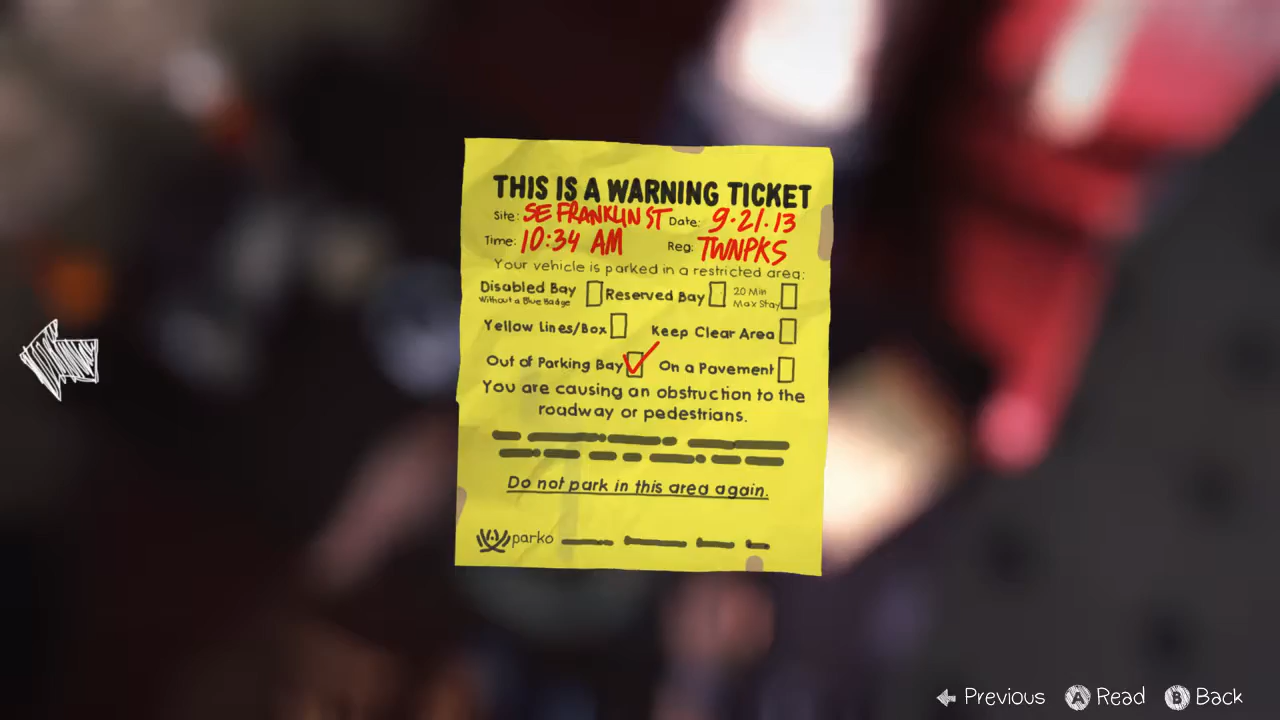 THIS IS A WARNING TICKET
Site: SE FRANKLIN ST Date: 9.21.13
Time: 10:34 AM Reg: TWNPKS
Your vehicle is parked in a restricted area:
Disabled Bay Reserved Bay 20 Min
Without a Blue Badge Max Stay
Yellow Lines/Box Keep Clear Area
Out of Parking Bay On a Pavement
You are causing an obstruction to the
roadway or pedestrians.
Do not park in this area again.
parko
Previous A Read B Back